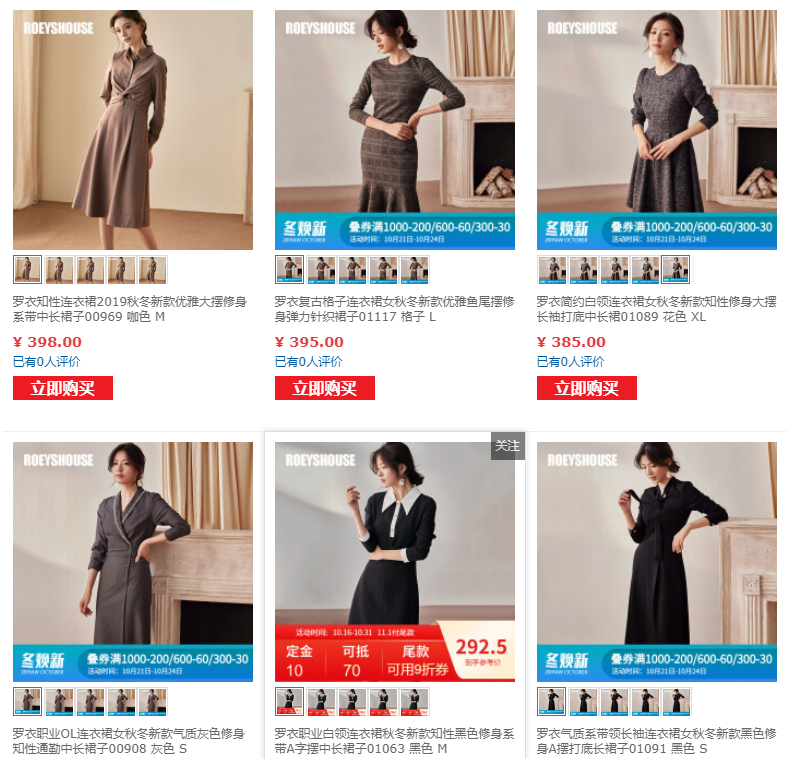 ROEYSHOUSE
罗衣知性连衣裙2019秋冬新款优雅大摆修身
系带中长裙子00969 咖色 M
¥ 398.00
已有0人评价
立即购买
ROEYSHOUSE
冬焕新
28YIAW OCTOBER
叠券满1000-200/600-60/300-30
活动时间：10月21日-10月24日
罗衣复古格子连衣裙女秋冬新款优雅鱼尾摆修
身弹力针织裙子01117 格子 L
¥ 395.00
已有0人评价
立即购买
ROEYSHOUSE
冬焕新
28YIAW OCTOBER
叠券满1000-200/600-60/300-30
活动时间：10月21日-10月24日
罗衣简约白领连衣裙女秋冬新款知性修身大摆
长袖打底中长裙01089 花色 XL
¥ 385.00
已有0人评价
立即购买
ROEYSHOUSE
冬焕新
28YIAW OCTOBER
叠券满1000-200/600-60/300-30
活动时间：10月21日-10月24日
罗衣职业OL连衣裙女秋冬新款气质灰色修身
知性通勤中长裙子00908 灰色 S
关注
ROEYSHOUSE
活动时间：10.16-10.31 11.1付尾款
定金 可抵 尾款
10 70 可用9折券
292.5
到手参考价
罗衣职业白领连衣裙秋冬新款知性黑色修身系
带A字摆中长裙子01063 黑色 M
ROEYSHOUSE
冬焕新
28YIAW OCTOBER
叠券满1000-200/600-60/300-30
活动时间：10月21日-10月24日
罗衣气质系带领长袖连衣裙女秋冬新款黑色修
身A摆打底长裙子01091 黑色 S